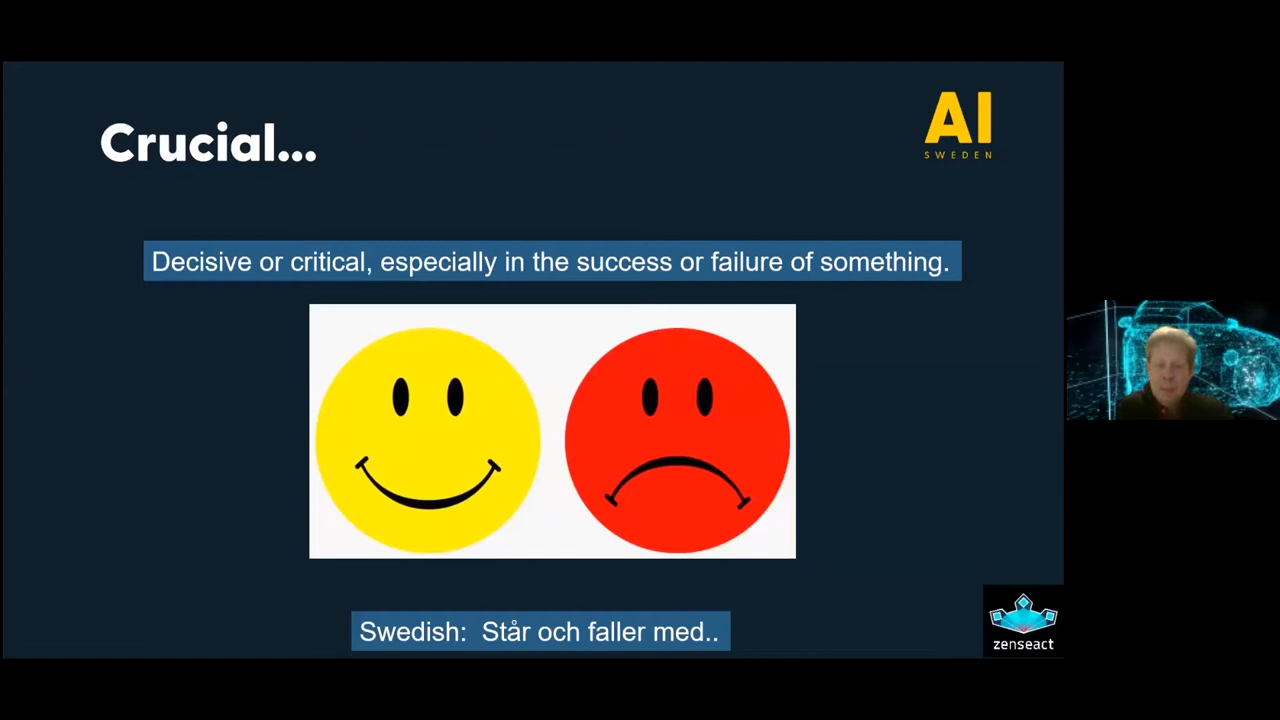 Crucial...
AI
SWEDEN
Decisive or critical, especially in the success or failure of something.
Swedish: Står och faller med..
zenseact